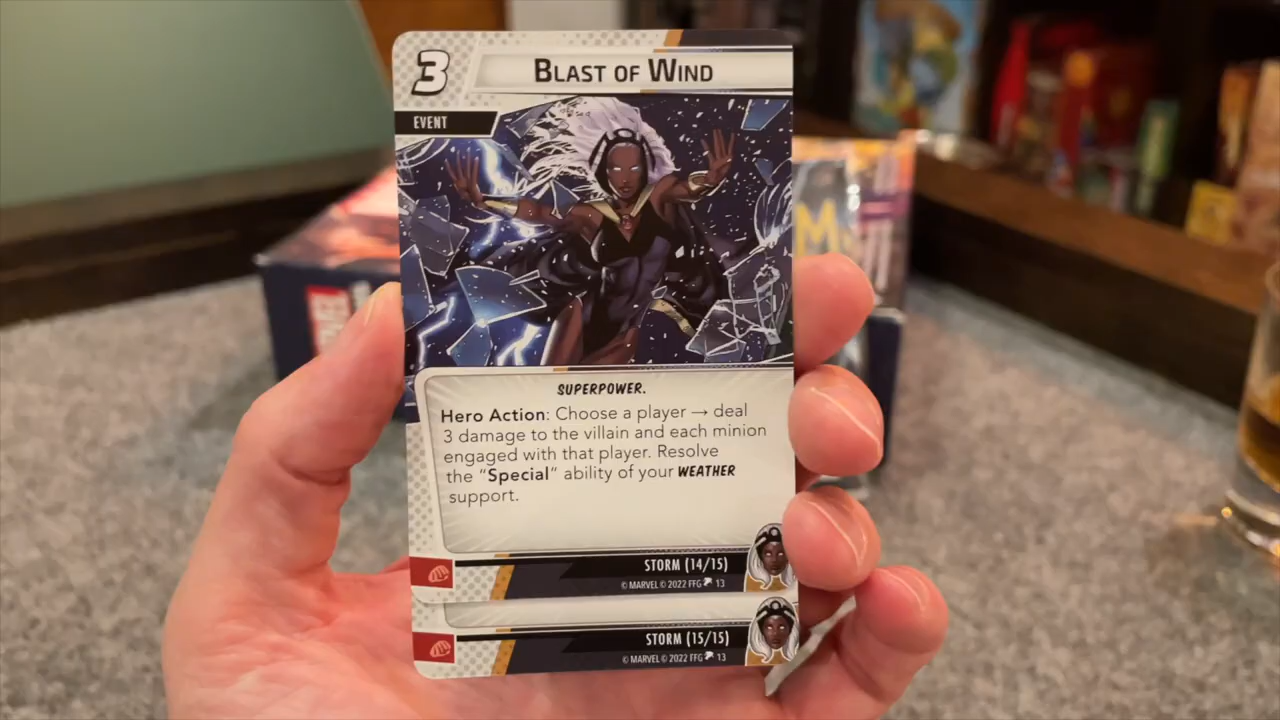 3
BLAST OF WIND
EVENT
SUPERPOWER.
Hero Action: Choose a player → deal
3 damage to the villain and each minion
engaged with that player. Resolve
the “Special” ability of your WEATHER
support.
STORM (14/15)
© MARVEL © 2022 FFG 13
STORM (15/15)
© MARVEL © 2022 FFG 13